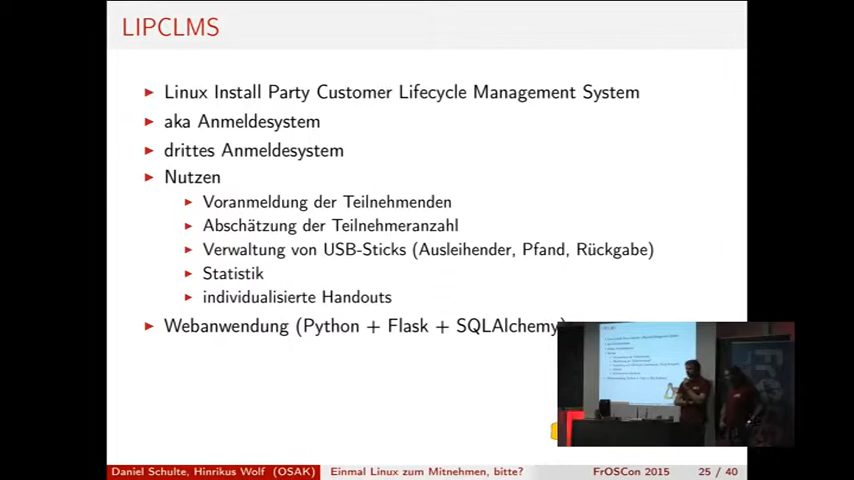 LIPCLMS
Linux Install Party Customer Lifecycle Management System
aka Anmeldesystem
drittes Anmeldesystem
Nutzen
Voranmeldung der Teilnehmenden
Abschätzung der Teilnehmeranzahl
Verwaltung von USB-Sticks (Ausleihender, Pfand, Rückgabe)
Statistik
individualisierte Handouts
Webanwendung (Python + Flask + SQLAlchemy)
Daniel Schulte, Hinrikus Wolf (OSAK) Einmal Linux zum Mitnehmen, bitte? FrOSCon 2015 25 / 40